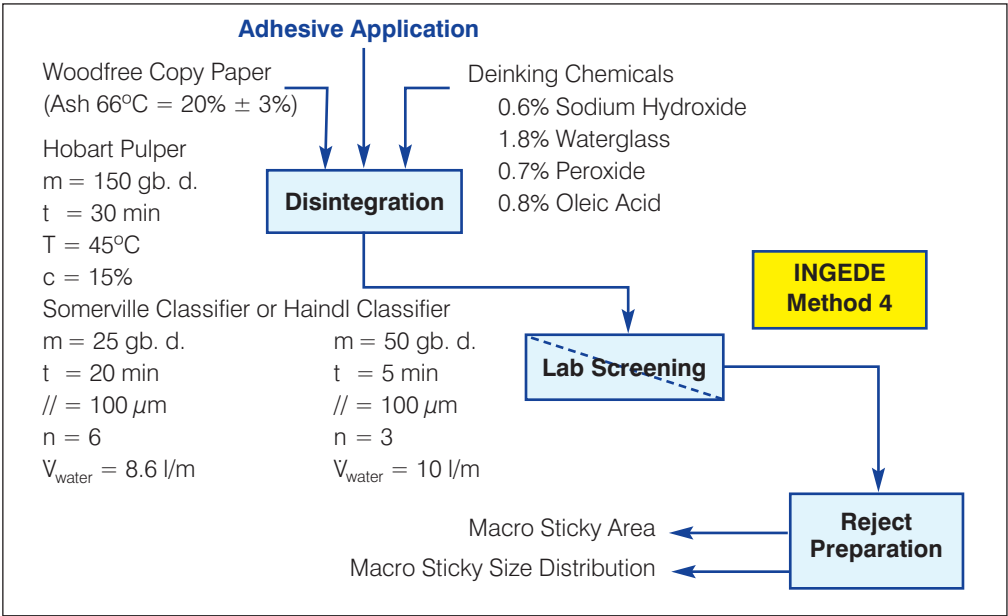 Adhesive Application
Woodfree Copy Paper
(Ash 66°C = 20% ± 3%)
Deinking Chemicals
0.6% Sodium Hydroxide
1.8% Waterglass
0.7% Peroxide
0.8% Oleic Acid
Hobart Pulper
m = 150 gb. d.
t = 30 min
T = 45°C
c = 15%
Disintegration
INGEDE
Method 4
Somerville Classifier or Haindl Classifier
m = 25 gb. d.
t = 20 min
// = 100 µm
n = 6
V̈water = 8.6 l/m
m = 50 gb. d.
t = 5 min
// = 100 µm
n = 3
V̈water = 10 l/m
Lab Screening
Reject
Preparation
Macro Sticky Area
Macro Sticky Size Distribution